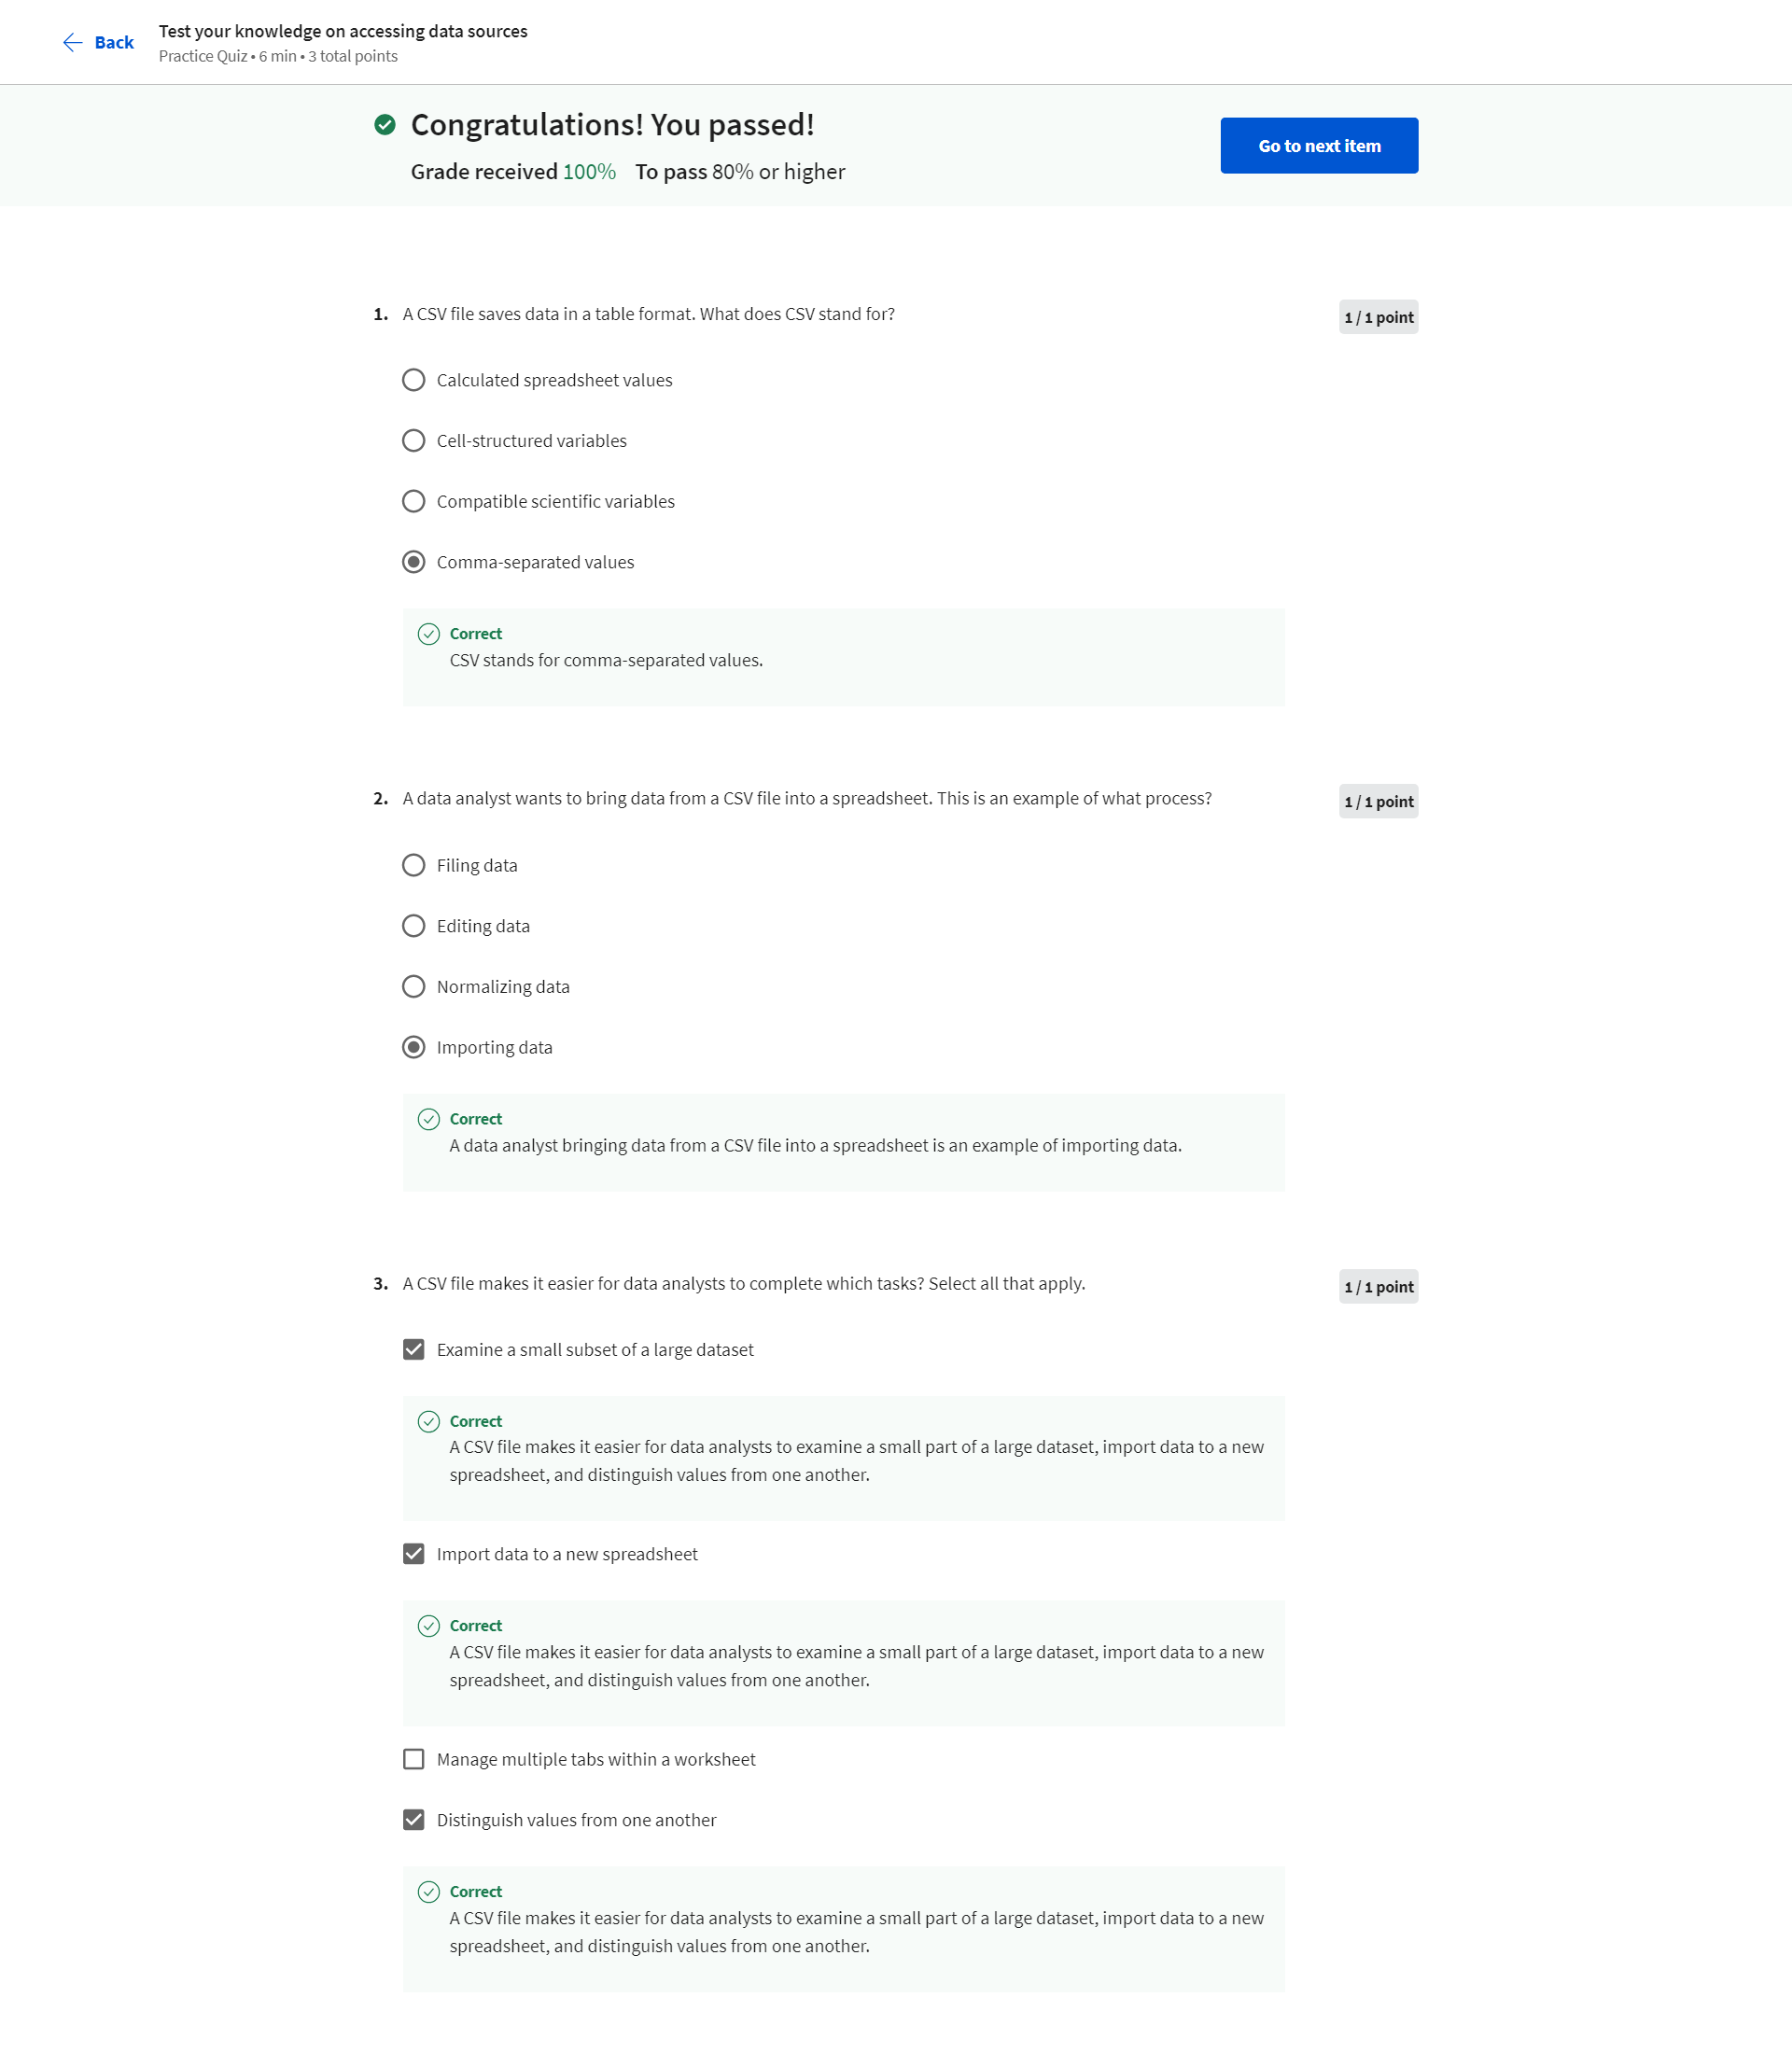 Back
Test your knowledge on accessing data sources
Practice Quiz • 6 min • 3 total points
Congratulations! You passed!
Grade received 100% To pass 80% or higher
Go to next item
1. A CSV file saves data in a table format. What does CSV stand for?
1 / 1 point
Calculated spreadsheet values
Cell-structured variables
Compatible scientific variables
Comma-separated values
Correct
CSV stands for comma-separated values.
2. A data analyst wants to bring data from a CSV file into a spreadsheet. This is an example of what process?
1 / 1 point
Filing data
Editing data
Normalizing data
Importing data
Correct
A data analyst bringing data from a CSV file into a spreadsheet is an example of importing data.
3. A CSV file makes it easier for data analysts to complete which tasks? Select all that apply.
1 / 1 point
Examine a small subset of a large dataset
Correct
A CSV file makes it easier for data analysts to examine a small part of a large dataset, import data to a new
spreadsheet, and distinguish values from one another.
Import data to a new spreadsheet
Correct
A CSV file makes it easier for data analysts to examine a small part of a large dataset, import data to a new
spreadsheet, and distinguish values from one another.
Manage multiple tabs within a worksheet
Distinguish values from one another
Correct
A CSV file makes it easier for data analysts to examine a small part of a large dataset, import data to a new
spreadsheet, and distinguish values from one another.